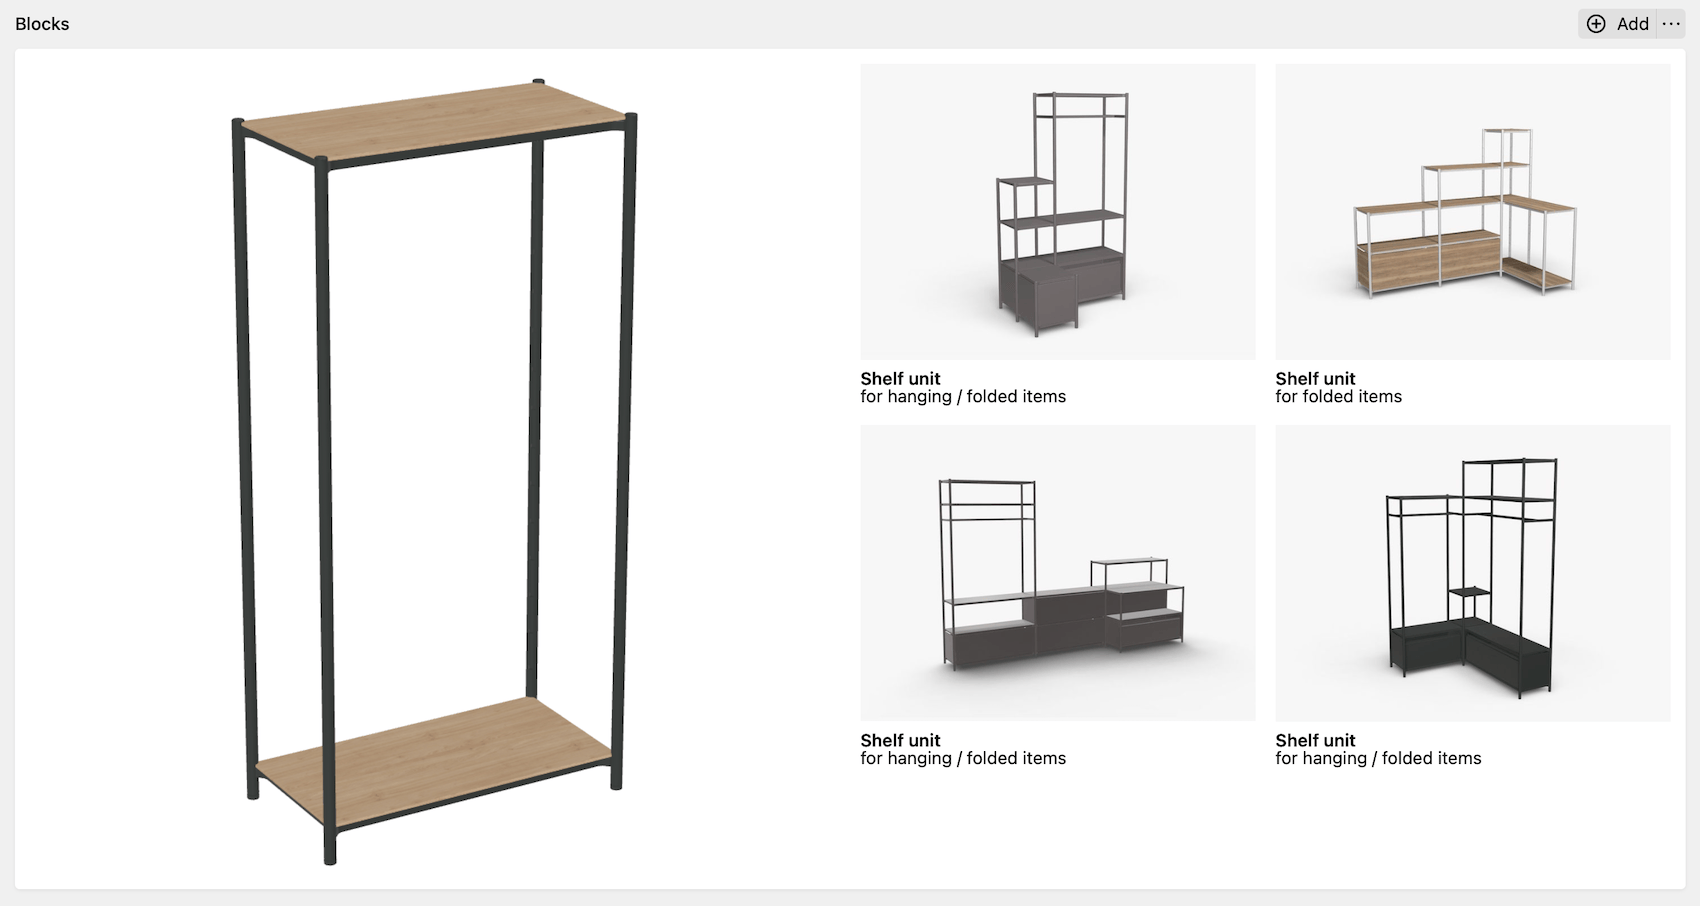 Blocks
Add
Shelf unit
for hanging / folded items
Shelf unit
for folded items
Shelf unit
for hanging / folded items
Shelf unit
for hanging / folded items